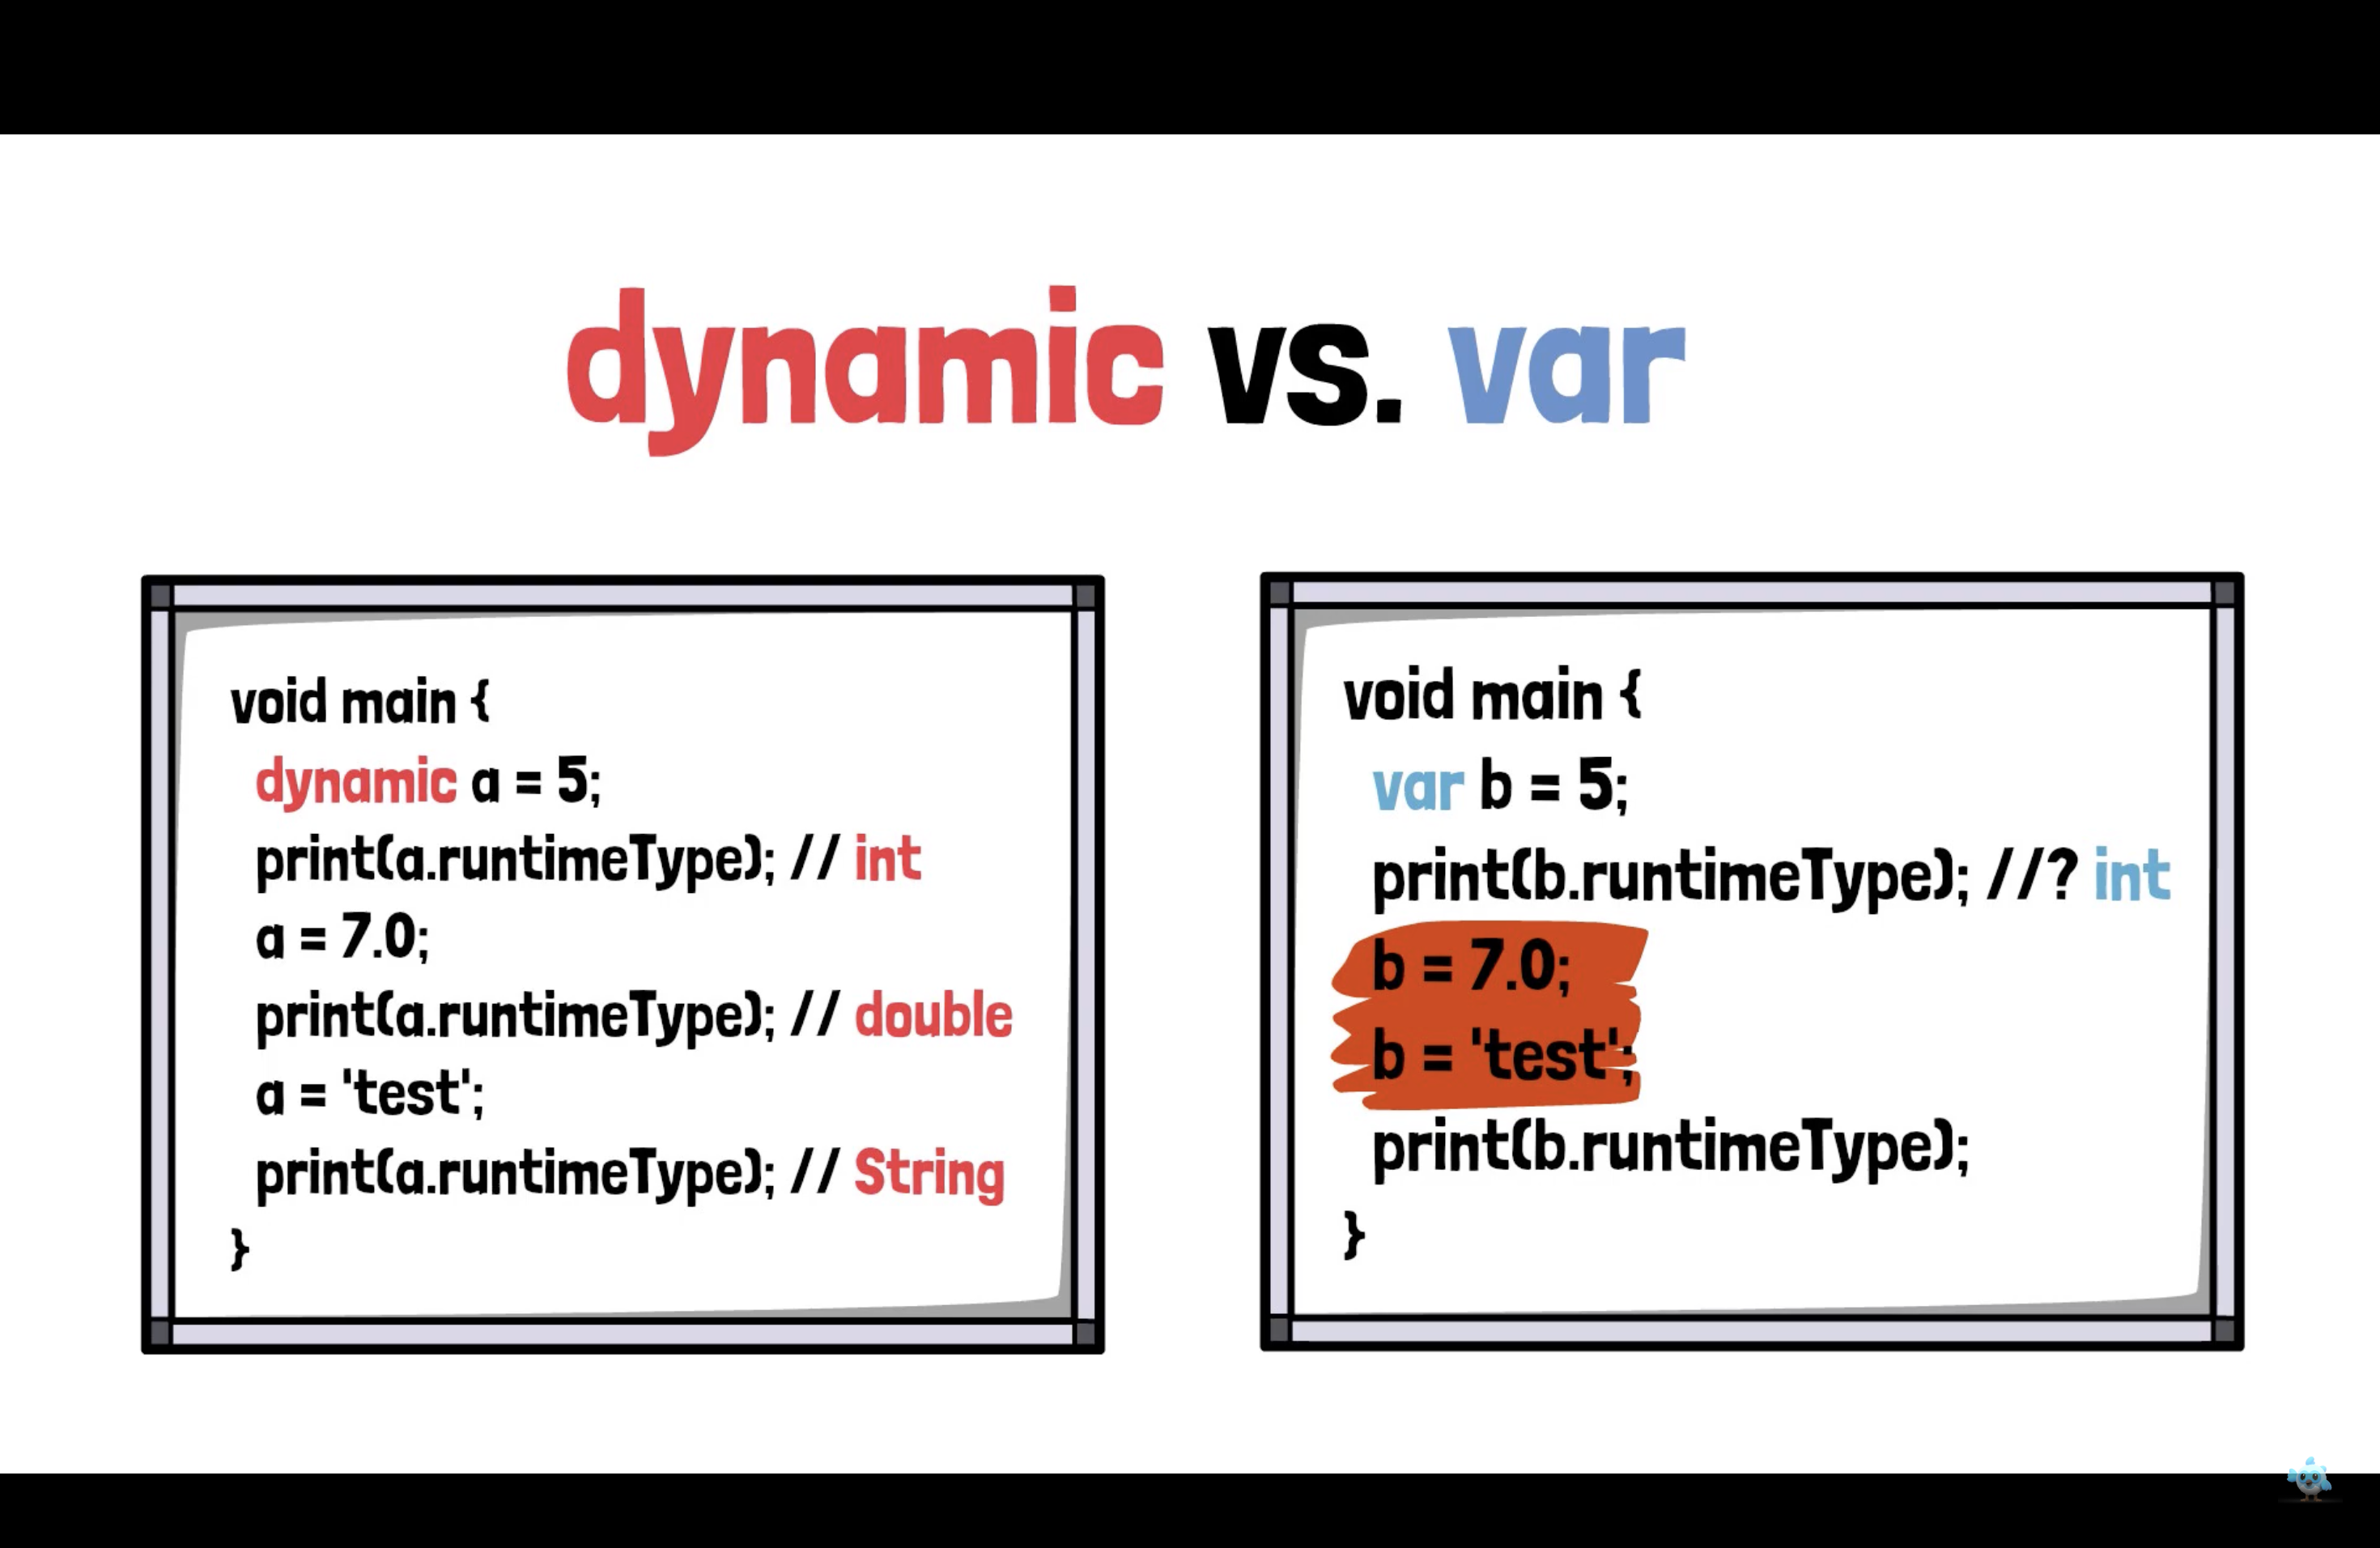 dynamic vs. var
void main {
dynamic a = 5;
print(a.runtimeType); // int
a = 7.0;
print(a.runtimeType); // double
a = 'test';
print(a.runtimeType); // String
}
void main {
var b = 5;
print(b.runtimeType); //? int
b = 7.0;
b = 'test';
print(b.runtimeType);
}